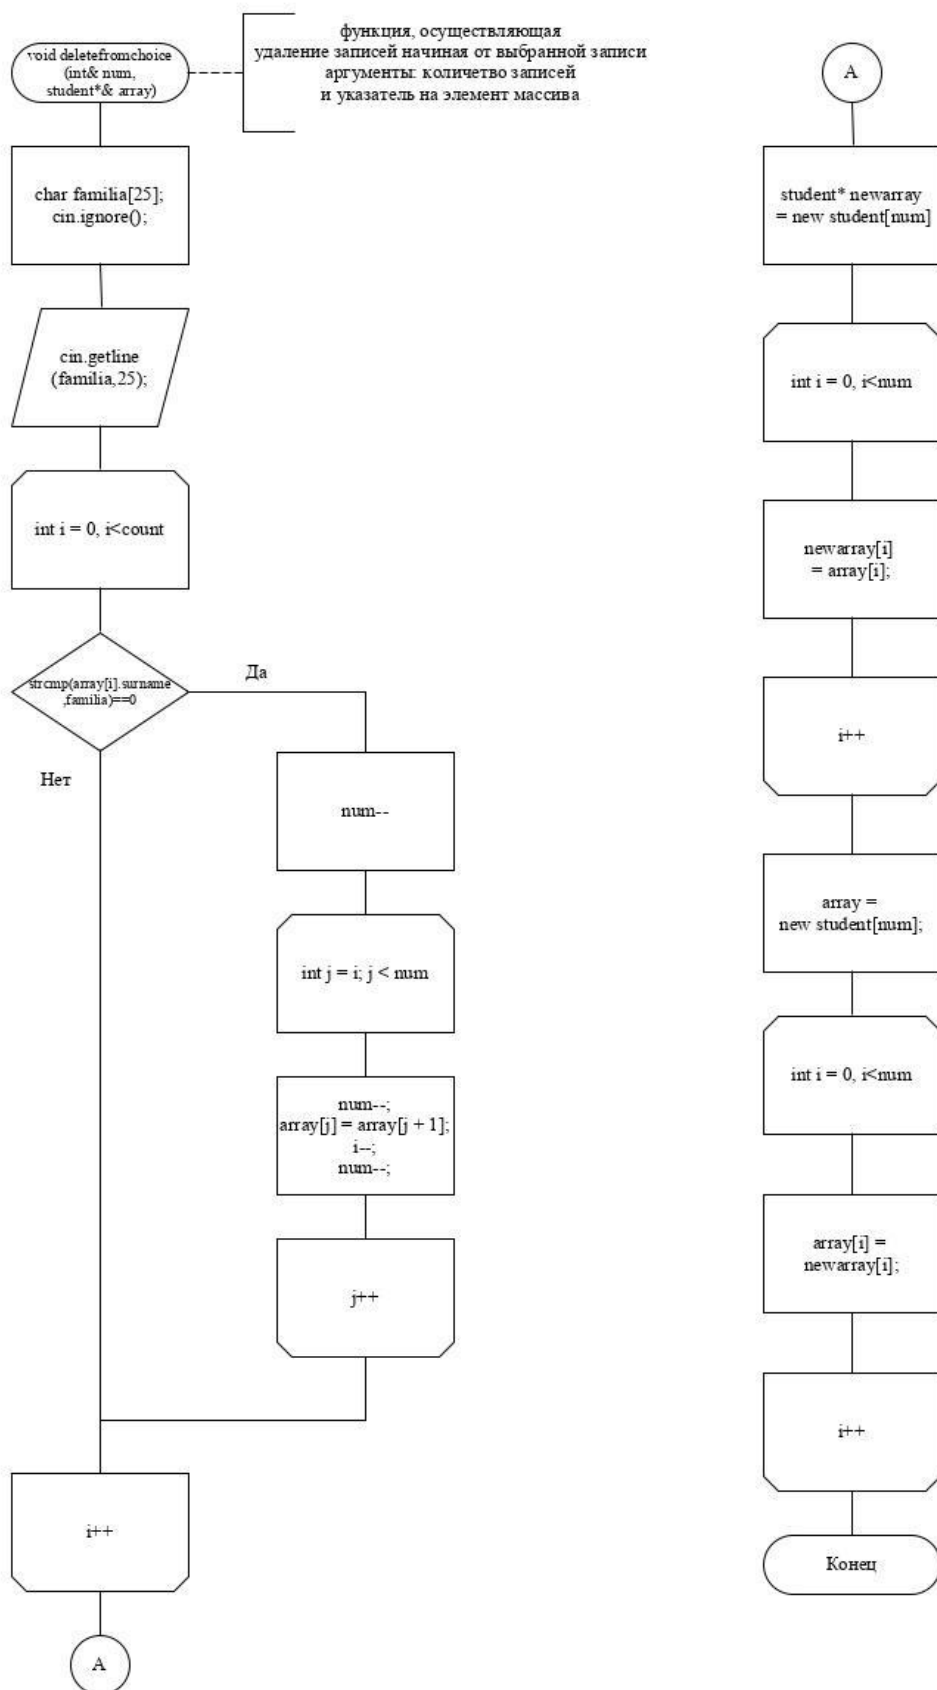 void deletefromchoice
(int& num,
student*& array)
функция, осуществляющая
удаление записей начиная от выбранной записи
аргументы: количетво записей
и указатель на элемент массива
char familia[25];
cin.ignore();
cin.getline
(familia,25);
int i = 0, i<count
strcmp(array[i].surname
,familia)==0
Да
Нет
num--
int j = i; j < num
num--;
array[j] = array[j + 1];
i--;
num--;
j++
i++
A
A
student* newarray
= new student[num]
int i = 0, i<num
newarray[i]
= array[i];
i++
array =
new student[num];
int i = 0, i<num
array[i] =
newarray[i];
i++
Конец